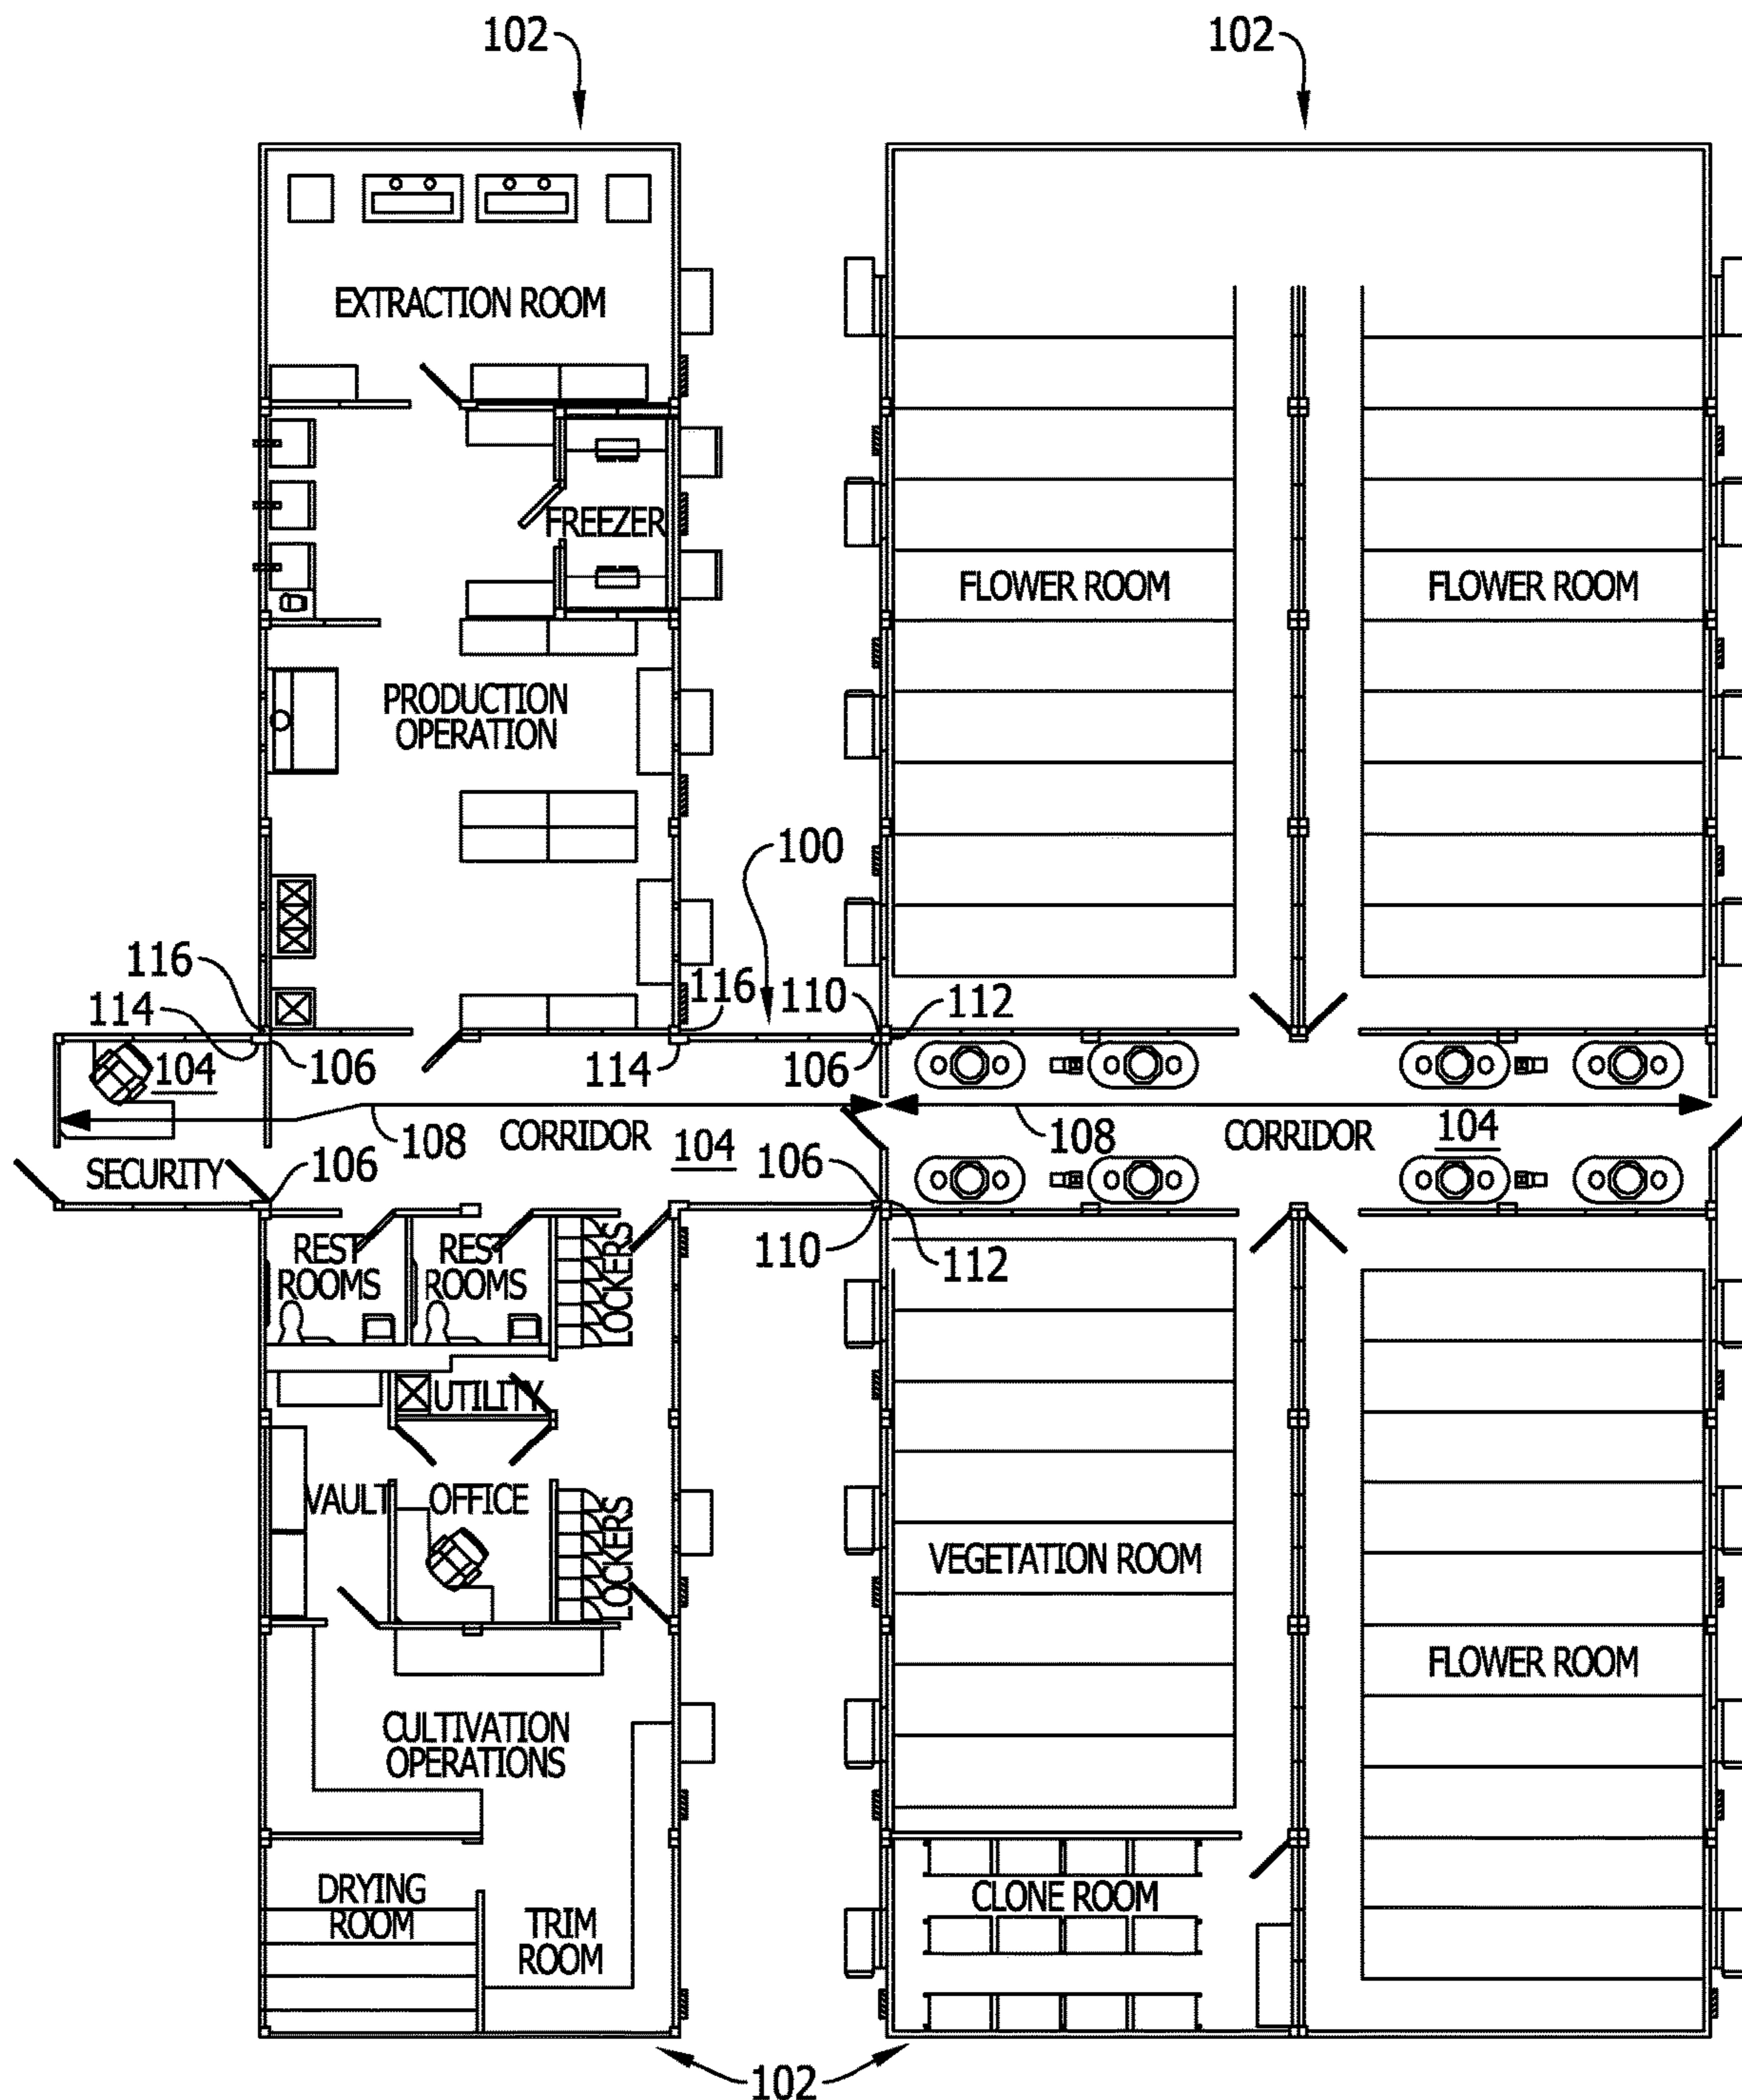 102
102
EXTRACTION ROOM
FREEZER
FLOWER ROOM
FLOWER ROOM
PRODUCTION
OPERATION
100
116
114
116
110
112
104
106
114
106
108
CORRIDOR
104
108
CORRIDOR
104
SECURITY
106
106
110
112
REST
ROOMS
REST
ROOMS
LOCKERS
UTILITY
VAULT
OFFICE
LOCKERS
VEGETATION ROOM
FLOWER ROOM
CULTIVATION
OPERATIONS
DRYING
ROOM
TRIM
ROOM
CLONE ROOM
102